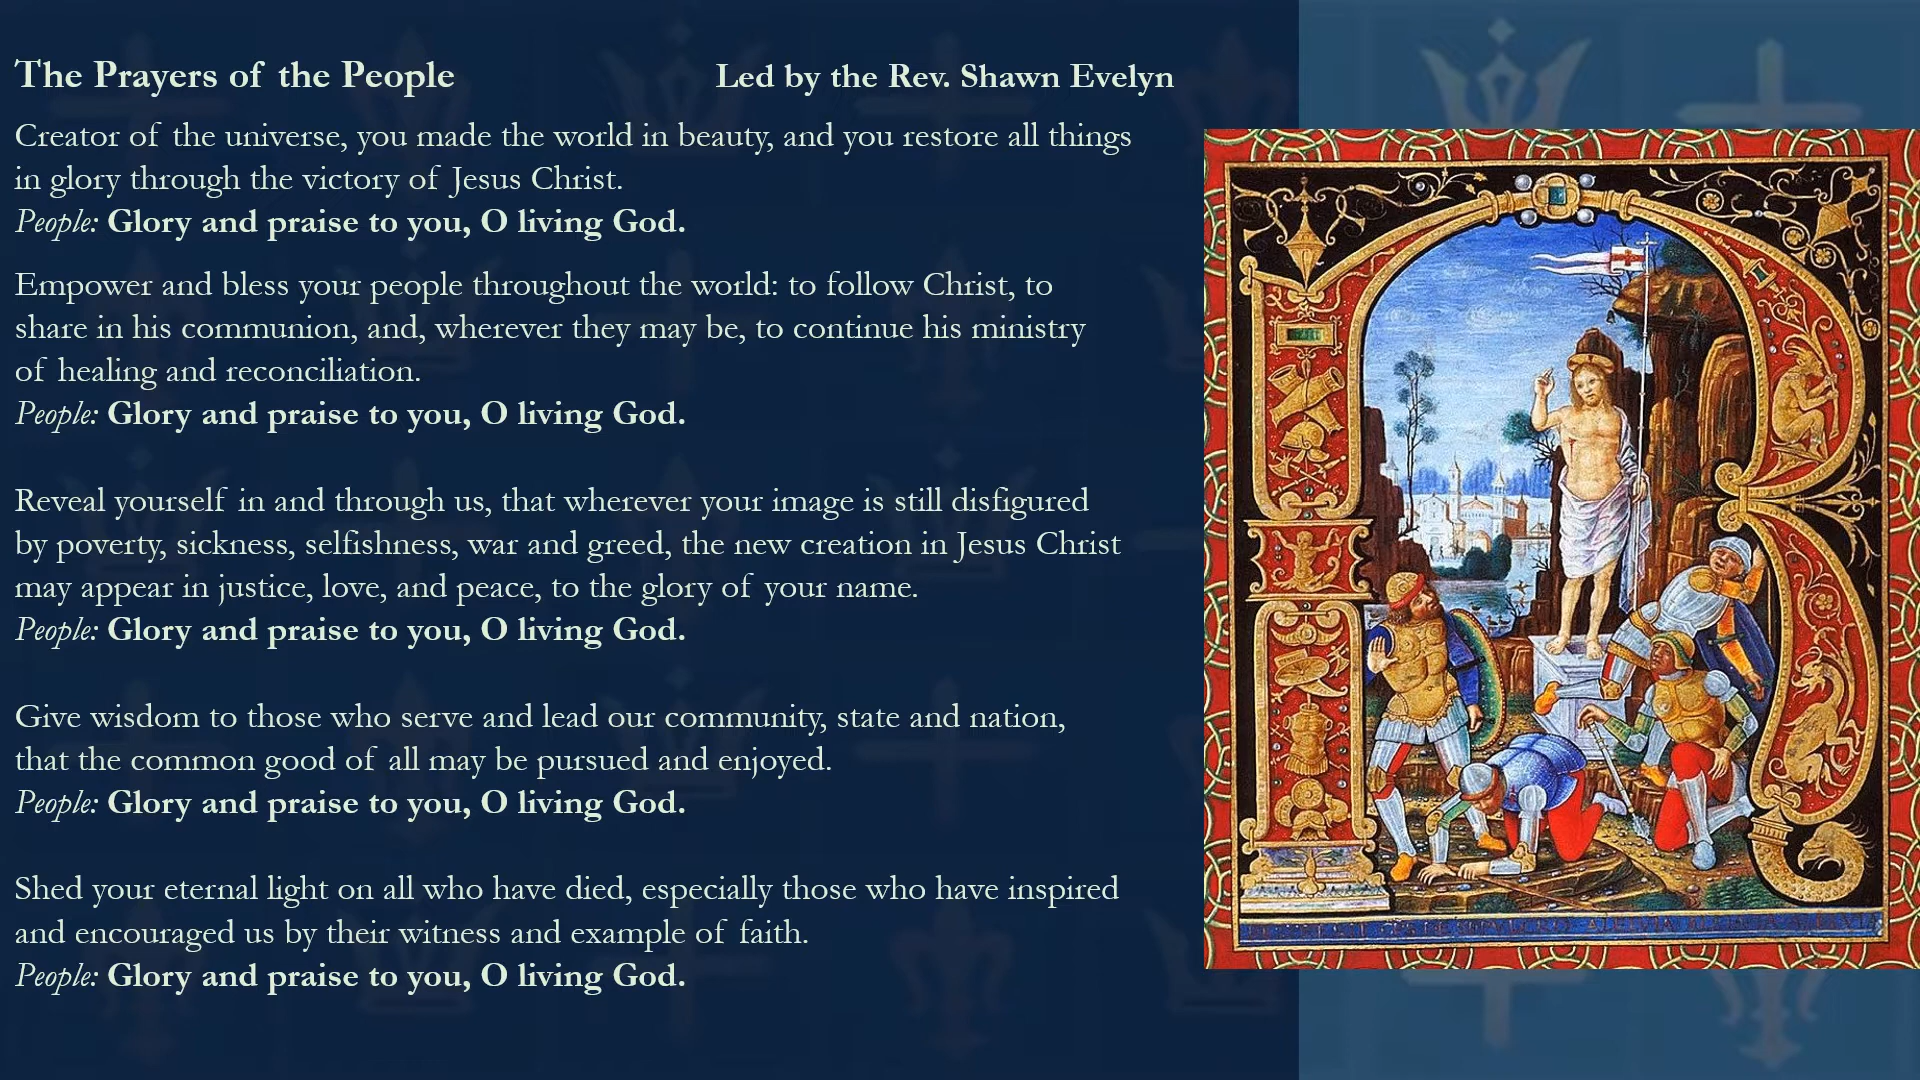 The Prayers of the People Led by the Rev. Shawn Evelyn
Creator of the universe, you made the world in beauty, and you restore all things
in glory through the victory of Jesus Christ.
People: Glory and praise to you, O living God.
Empower and bless your people throughout the world: to follow Christ, to
share in his communion, and, wherever they may be, to continue his ministry
of healing and reconciliation.
People: Glory and praise to you, O living God.
Reveal yourself in and through us, that wherever your image is still disfigured
by poverty, sickness, selfishness, war and greed, the new creation in Jesus Christ
may appear in justice, love, and peace, to the glory of your name.
People: Glory and praise to you, O living God.
Give wisdom to those who serve and lead our community, state and nation,
that the common good of all may be pursued and enjoyed.
People: Glory and praise to you, O living God.
Shed your eternal light on all who have died, especially those who have inspired
and encouraged us by their witness and example of faith.
People: Glory and praise to you, O living God.
R